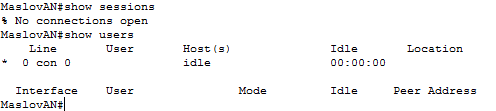 MaslovAN#show sessions
% No connections open
MaslovAN#show users
    Line       User       Host(s)              Idle       Location
*  0 con 0                idle                 00:00:00

  Interface    User               Mode         Idle     Peer Address
MaslovAN#